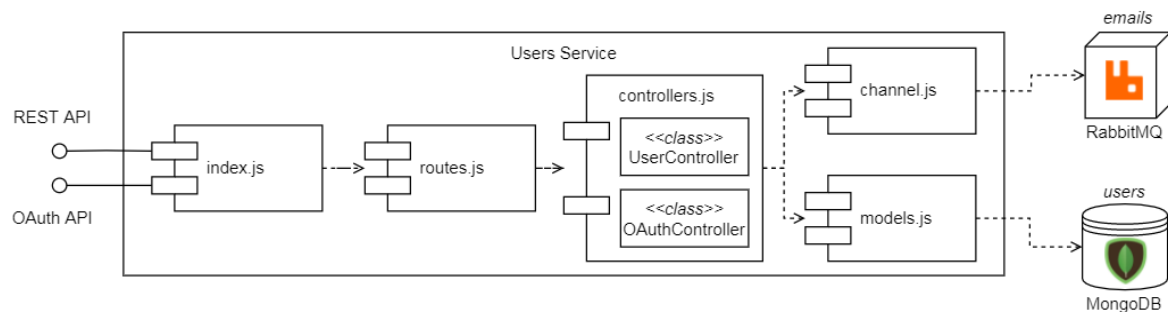 emails
Users Service
REST API
OAuth API
index.js
routes.js
controllers.js
<<class>>
UserController
<<class>>
OAuthController
channel.js
models.js
RabbitMQ
users
MongoDB